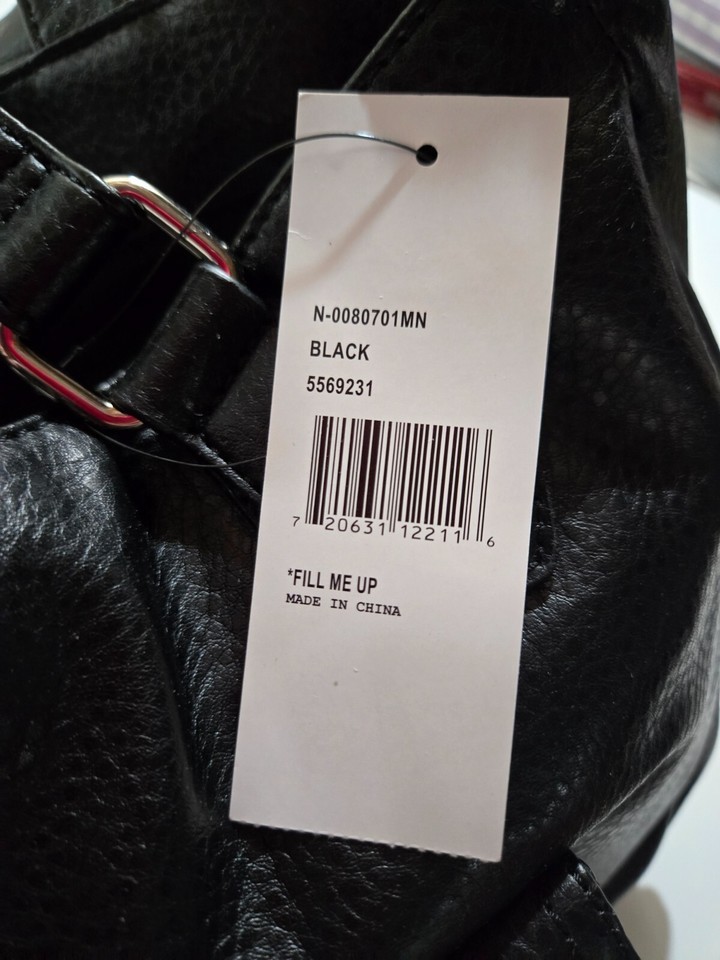 N-0080701MN
BLACK
5569231
7 20631 12211 6
*FILL ME UP
MADE IN CHINA